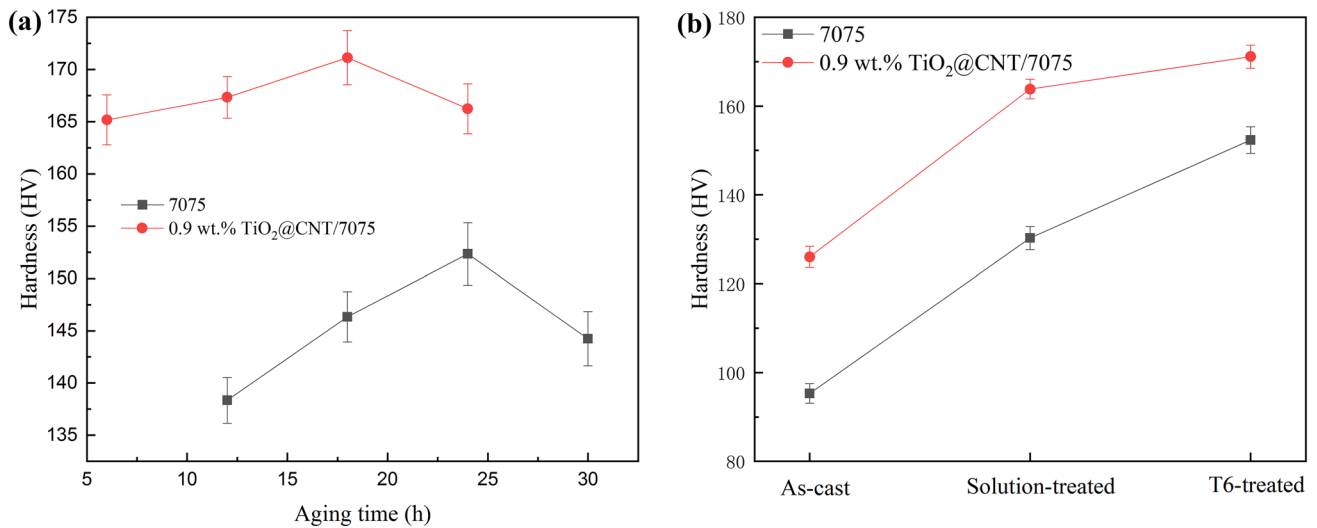 (a)
175
170
165
160
155
150
145
140
135
Hardness (HV)
7075
0.9 wt.% TiO₂@CNT/7075
5
10
15
20
25
30
Aging time (h)
(b)
180
160
140
120
100
80
Hardness (HV)
7075
0.9 wt.% TiO₂@CNT/7075
As-cast
Solution-treated
T6-treated